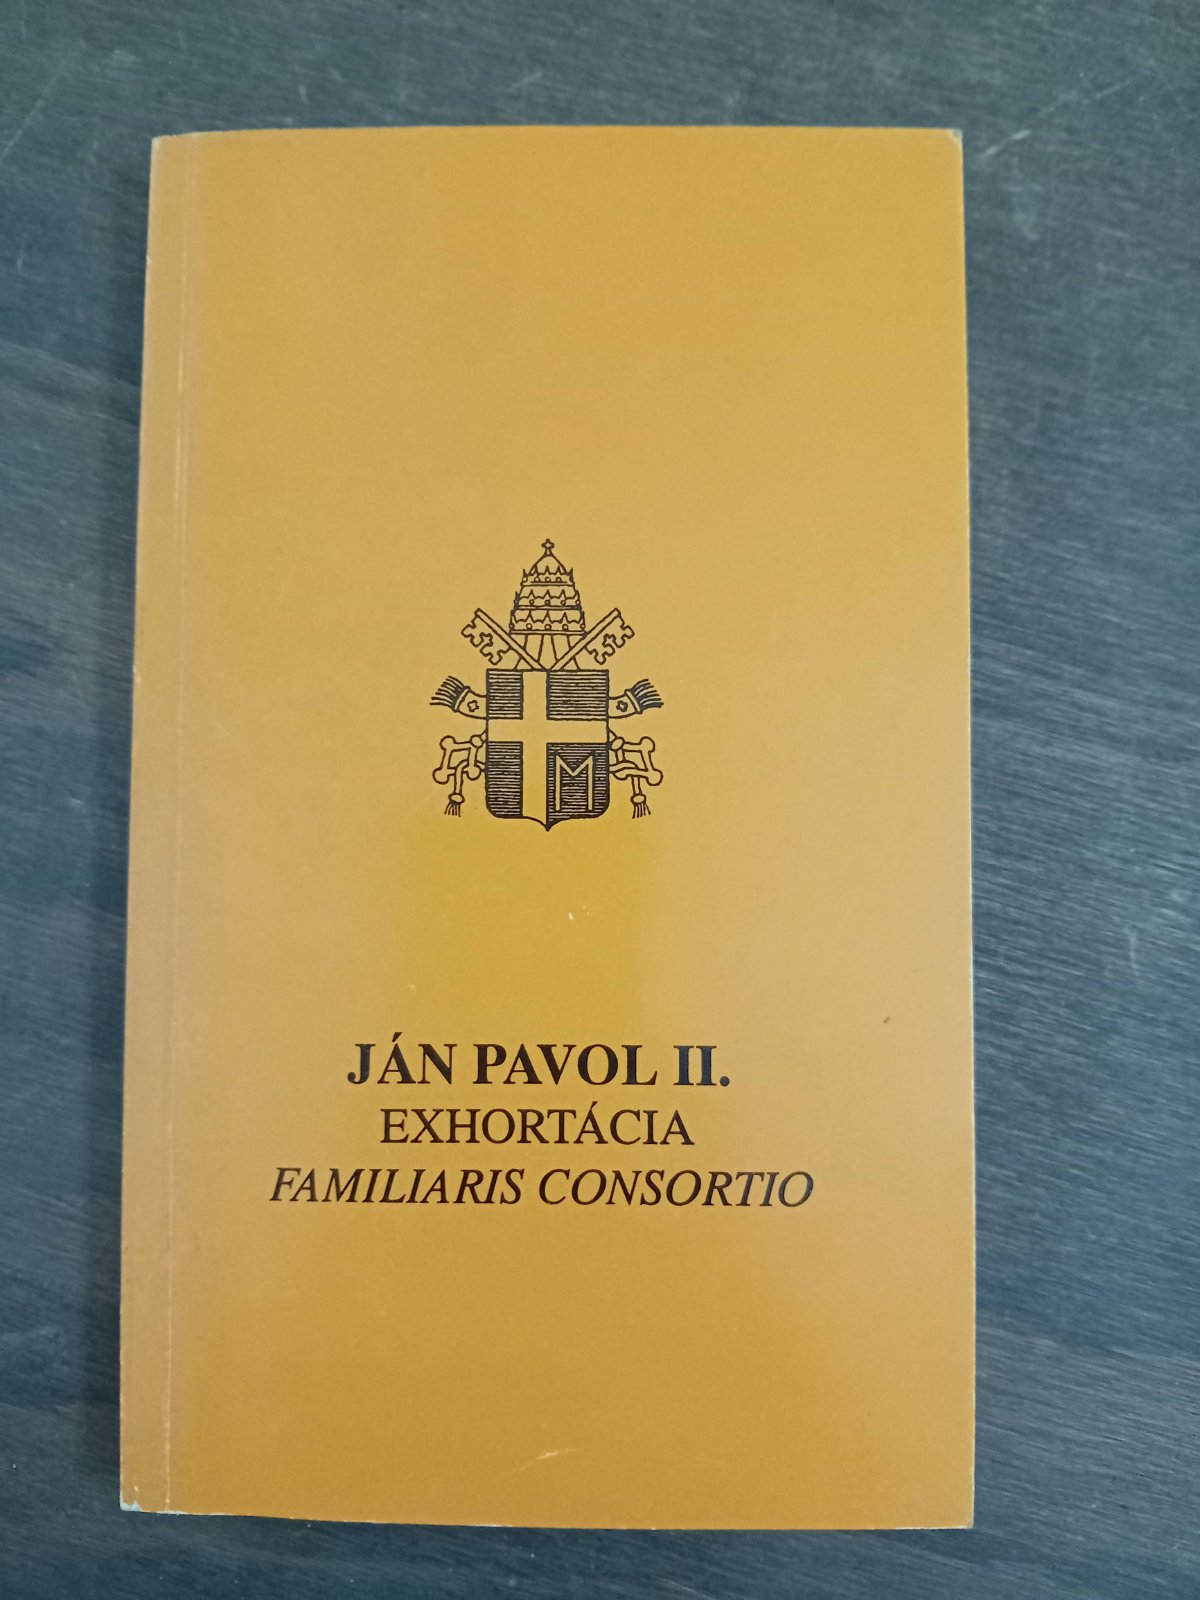 M
JÁN PAVOL II.
EXHORTÁCIA
FAMILIARIS CONSORTIO